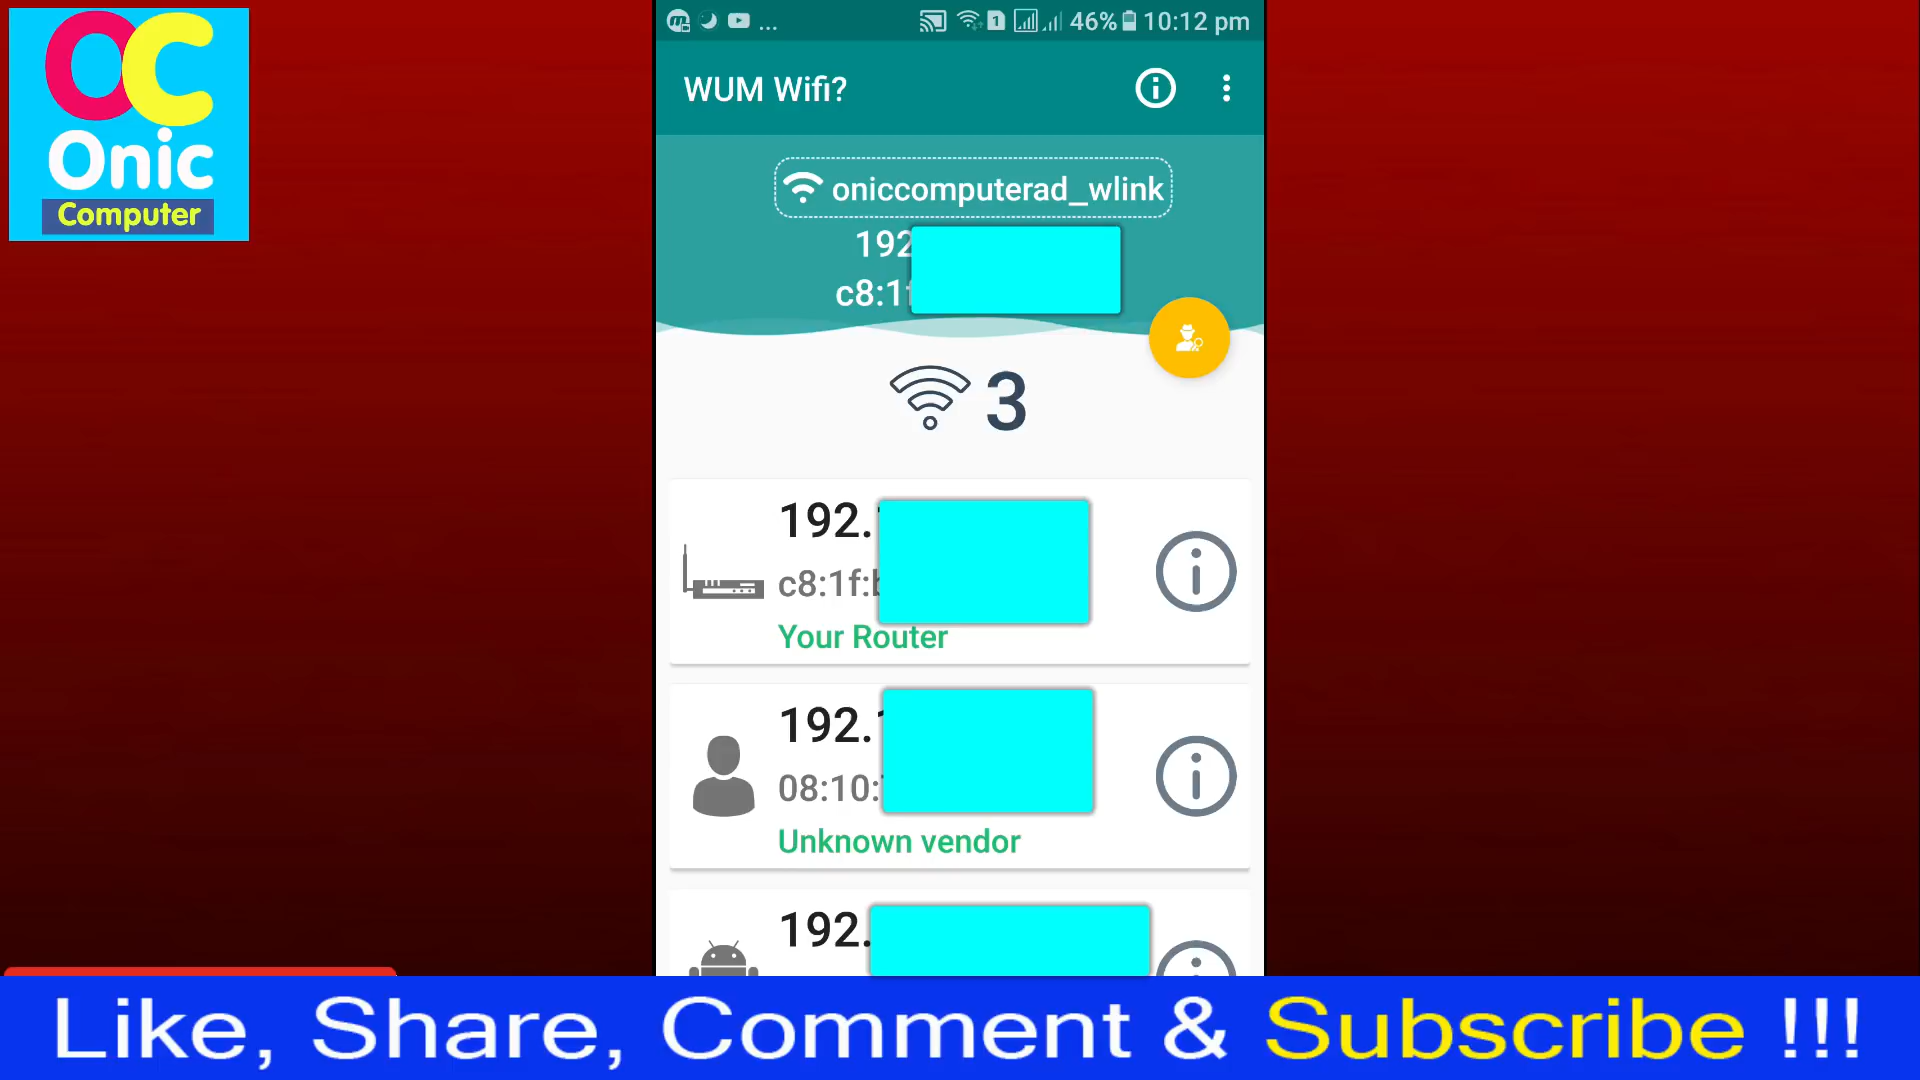 OC
Onic
Computer
... 1 46% 10:12 pm
WUM Wifi?
oniccomputerad_wlink
192
c8:1f
3
192.
c8:1f:b
Your Router
192.
08:10:
Unknown vendor
192.
Like, Share, Comment & Subscribe !!!